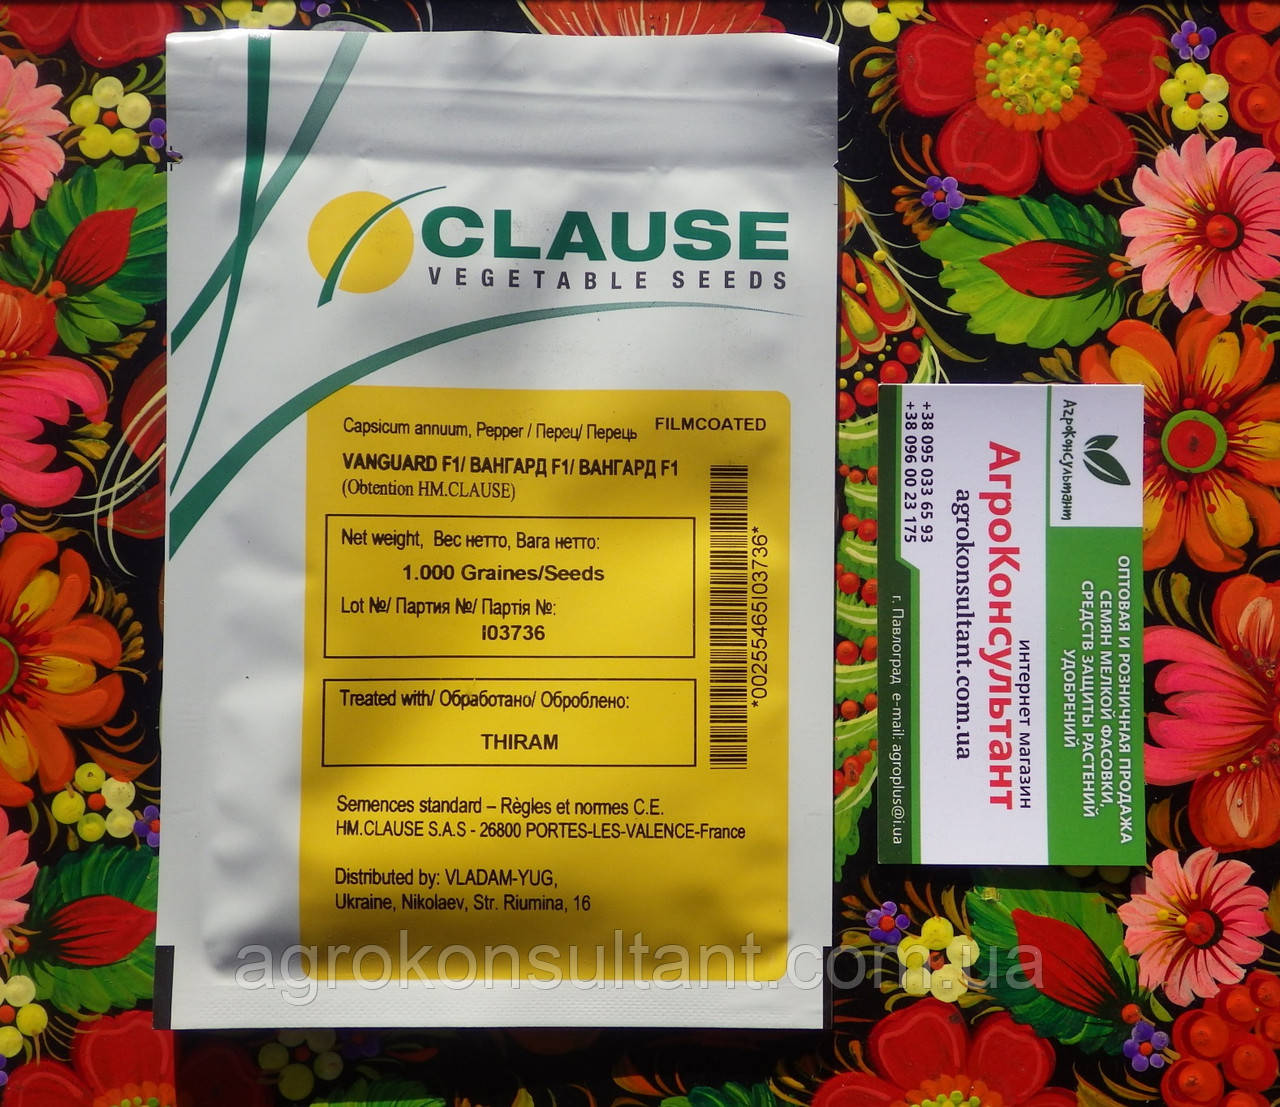 CLAUSE
VEGETABLE SEEDS
Capsicum annuum, Pepper / Перец/ Перець
FILMCOATED
VANGUARD F1/ ВАНГАРД F1/ ВАНГАРД F1
(Obtention HM.CLAUSE)
Net weight, Вес нетто, Вага нетто:
1.000 Graines/Seeds
Lot №/ Партия №/ Партія №:
I03736
Treated with/ Обработано/ Оброблено:
THIRAM
*00255465I03736*
Semences standard – Règles et normes C.E.
HM.CLAUSE S.A.S - 26800 PORTES-LES-VALENCE-France
Distributed by: VLADAM-YUG,
Ukraine, Nikolaev, Str. Riumina, 16
АгроКонсультант
ОПТОВАЯ И РОЗНИЧНАЯ ПРОДАЖА
СЕМЯН МЕЛКОЙ ФАСОВКИ,
СРЕДСТВ ЗАЩИТЫ РАСТЕНИЙ
УДОБРЕНИЙ
интернет магазин
АгроКонсультант
agrokonsultant.com.ua
+38 095 033 65 93
+38 096 00 23 175
г. Павлоград e-mail: agroplus@i.ua
agrokonsultant.com.ua